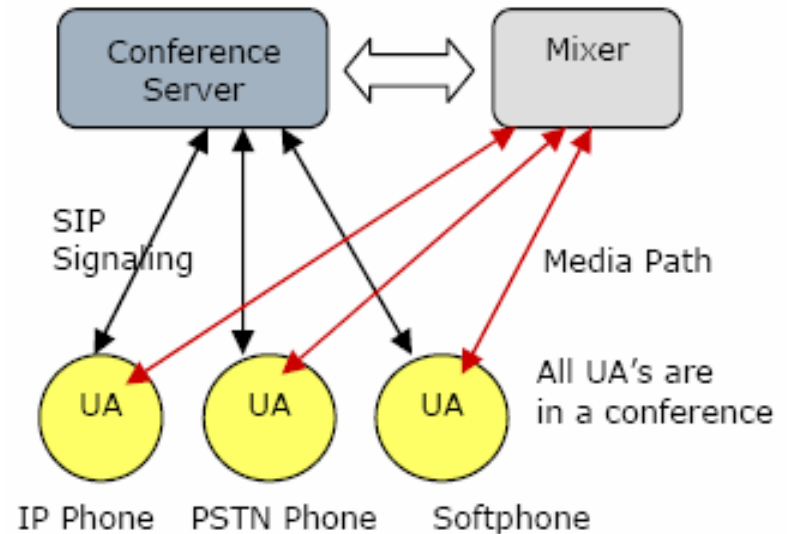 Conference
Server
Mixer
SIP
Signaling
Media Path
UA
UA
UA
All UA's are
in a conference
IP Phone
PSTN Phone
Softphone